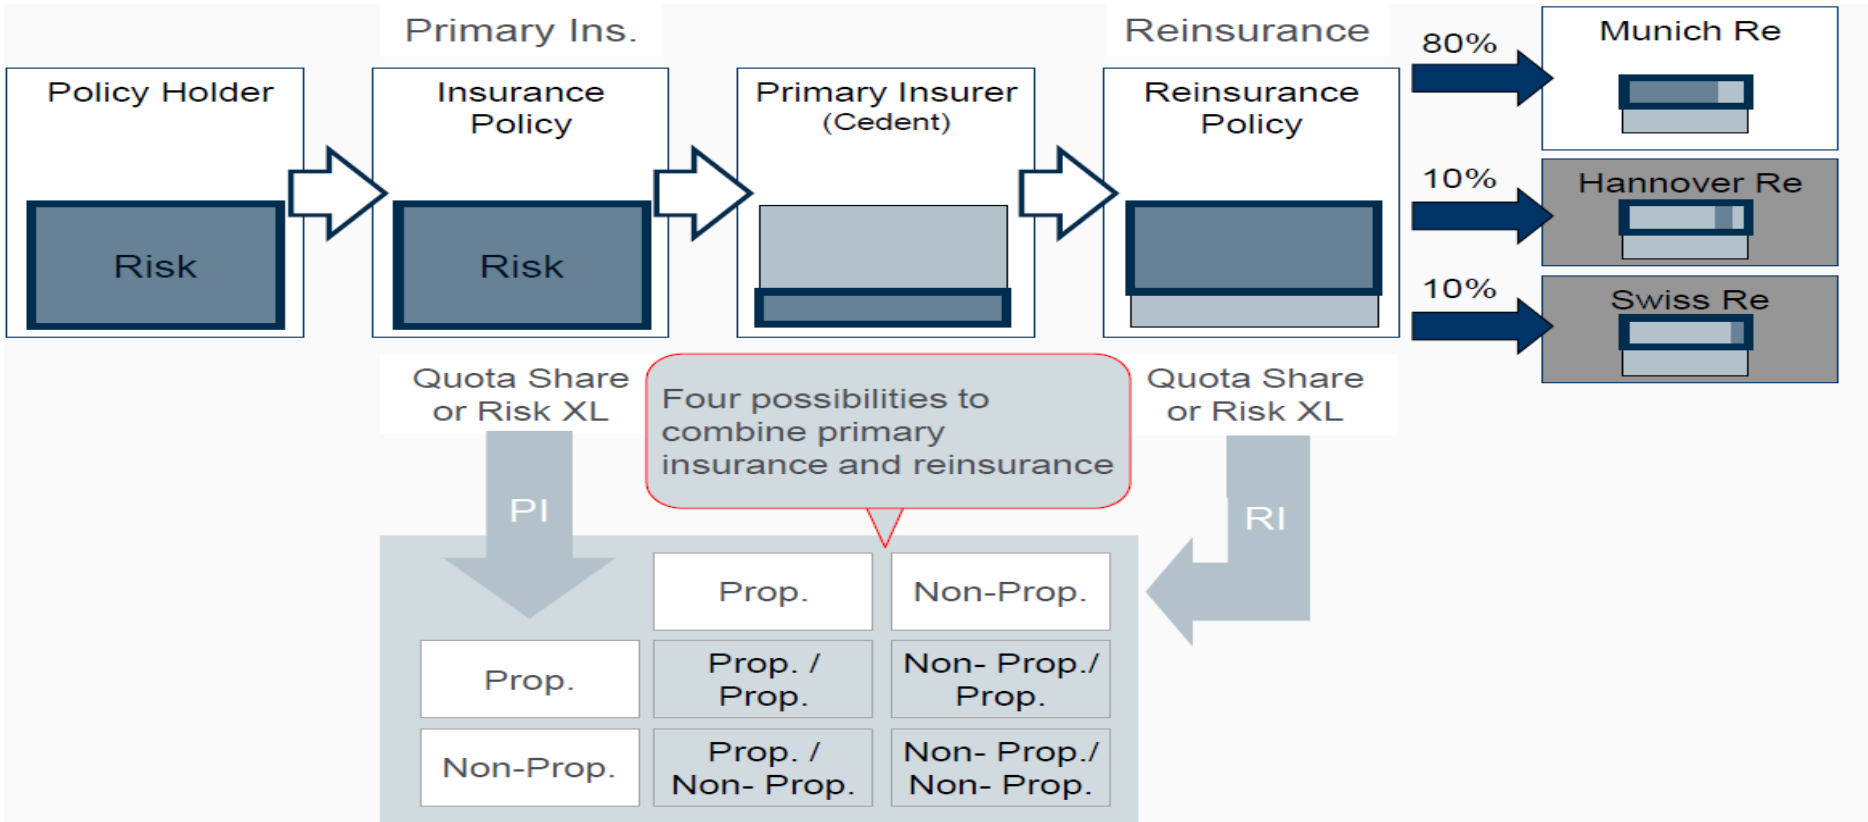 Primary Ins.
Reinsurance
Policy Holder
Risk
Insurance
Policy
Risk
Primary Insurer
(Cedent)
Reinsurance
Policy
80%
Munich Re
10%
Hannover Re
10%
Swiss Re
Quota Share
or Risk XL
Four possibilities to
combine primary
insurance and reinsurance
Quota Share
or Risk XL
PI
RI
Prop.
Non-Prop.
Prop.
Prop. /
Prop.
Non- Prop./
Prop.
Non-Prop.
Prop. /
Non- Prop.
Non- Prop./
Non- Prop.